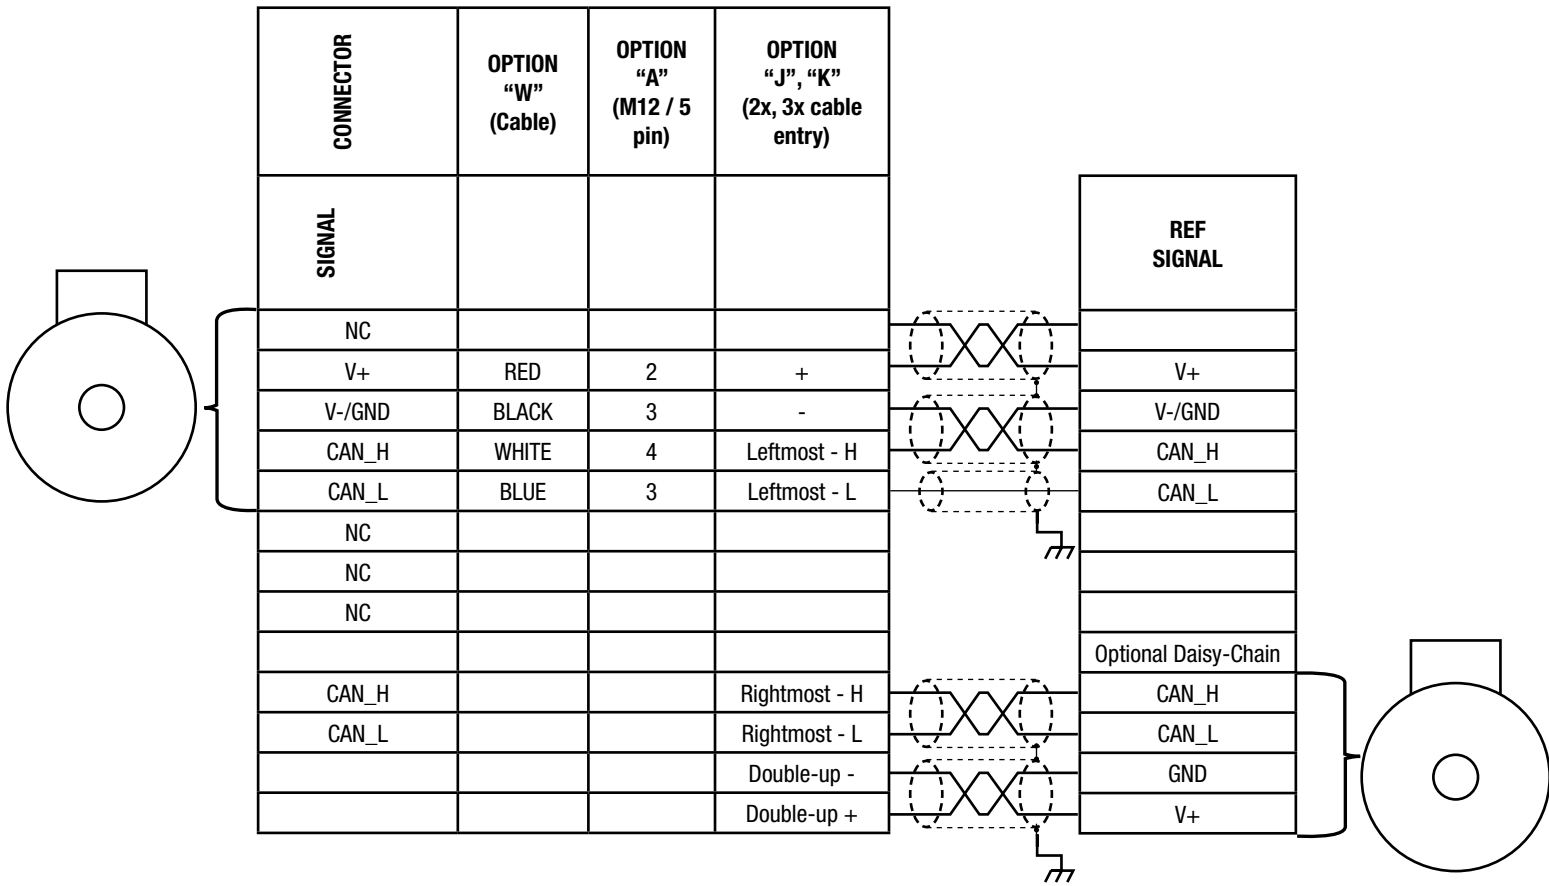 CONNECTOR
OPTION
“W”
(Cable)
OPTION
“A”
(M12 / 5
pin)
OPTION
“J”, “K”
(2x, 3x cable
entry)
SIGNAL
REF
SIGNAL
NC
V+ RED 2 + V+
V-/GND BLACK 3 - V-/GND
CAN_H WHITE 4 Leftmost - H CAN_H
CAN_L BLUE 3 Leftmost - L CAN_L
NC
NC
NC
Optional Daisy-Chain
CAN_H Rightmost - H CAN_H
CAN_L Rightmost - L CAN_L
Double-up - GND
Double-up + V+